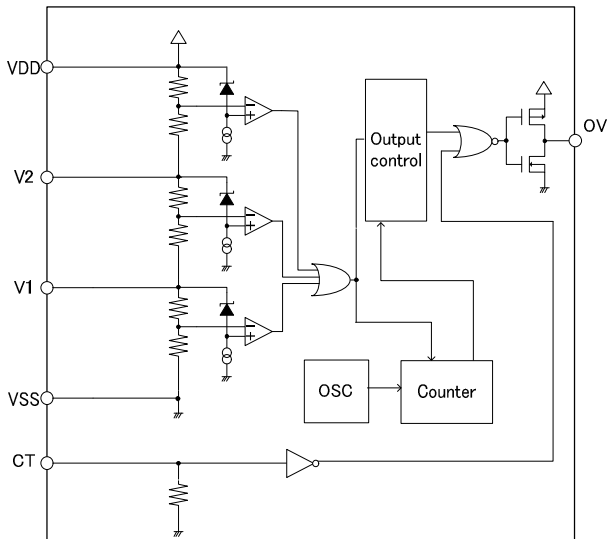 VDD
V2
V1
VSS
CT
Output
control
OV
OSC
Counter